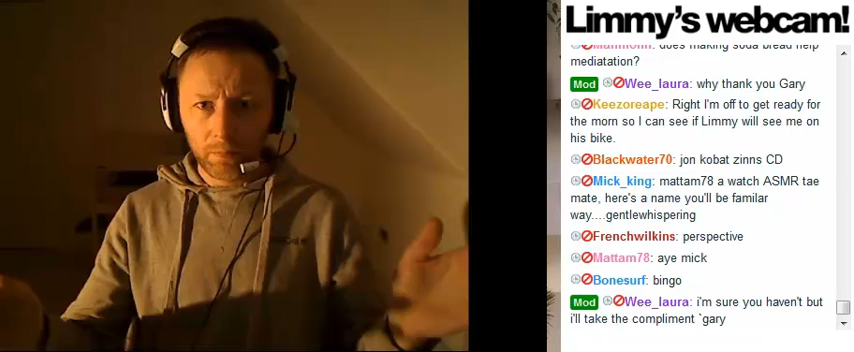 Limmy's webcam!
does making soda bread help
mediatation?
Mod Wee_laura: why thank you Gary
Keezoreape: Right I'm off to get ready for
the morn so I can see if Limmy will see me on
his bike.
Blackwater70: jon kobat zinns CD
Mick_king: mattam78 a watch ASMR tae
mate, here's a name you'll be familar
way....gentlewhispering
Frenchwilkins: perspective
Mattam78: aye mick
Bonesurf: bingo
Mod Wee_laura: i'm sure you haven't but
i'll take the compliment `gary